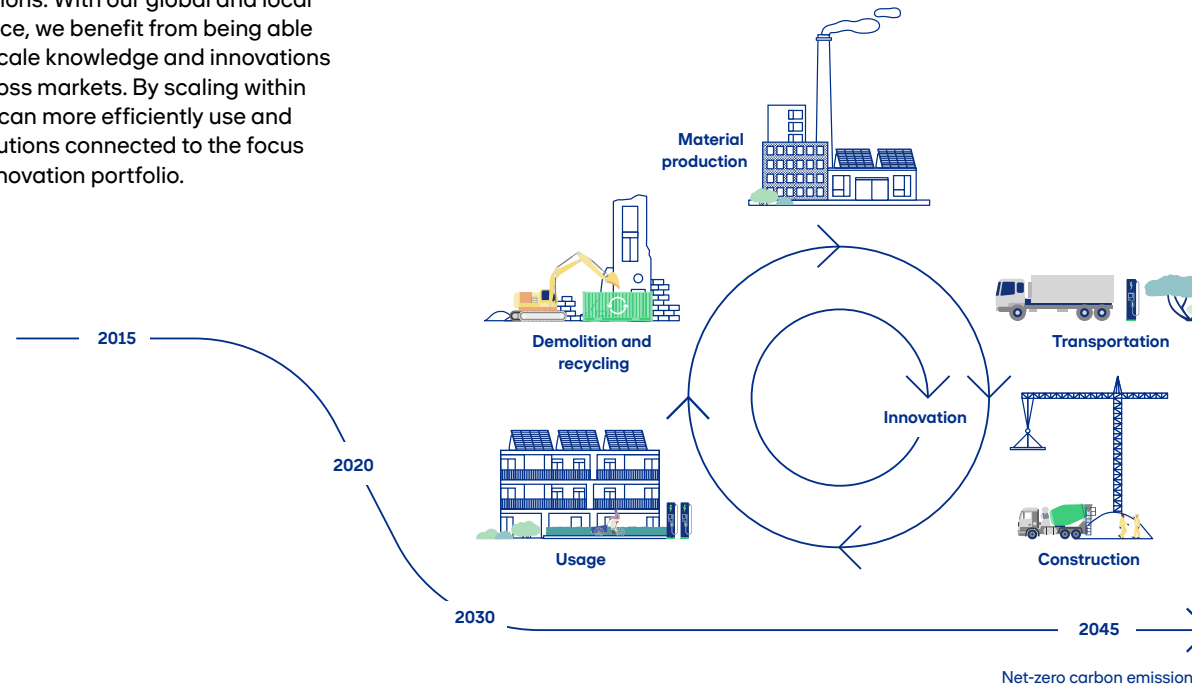 ions. With our global and local
ce, we benefit from being able
cale knowledge and innovations
oss markets. By scaling within
can more efficiently use and
utions connected to the focus
novation portfolio.
Material
production
Demolition and
recycling
2015
Transportation
Innovation
2020
Usage
Construction
2030
2045
Net-zero carbon emission